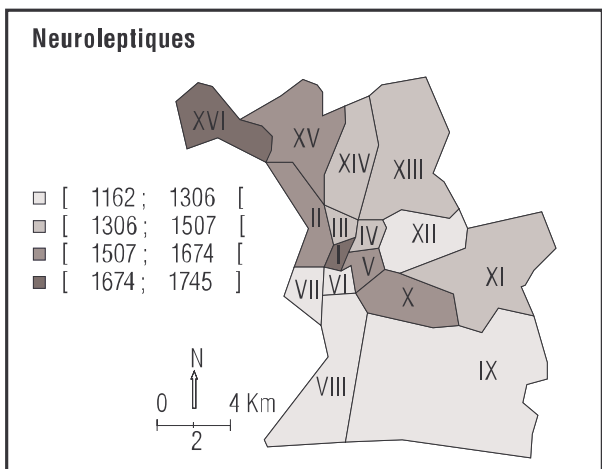 Neuroleptiques
XVI
XV
XIV
XIII
[ 1162 ; 1306 [
[ 1306 ; 1507 [
[ 1507 ; 1674 [
[ 1674 ; 1745 ]
II
III
IV
XII
I
V
VI
VII
XI
X
VIII
IX
N
0 4 Km
2